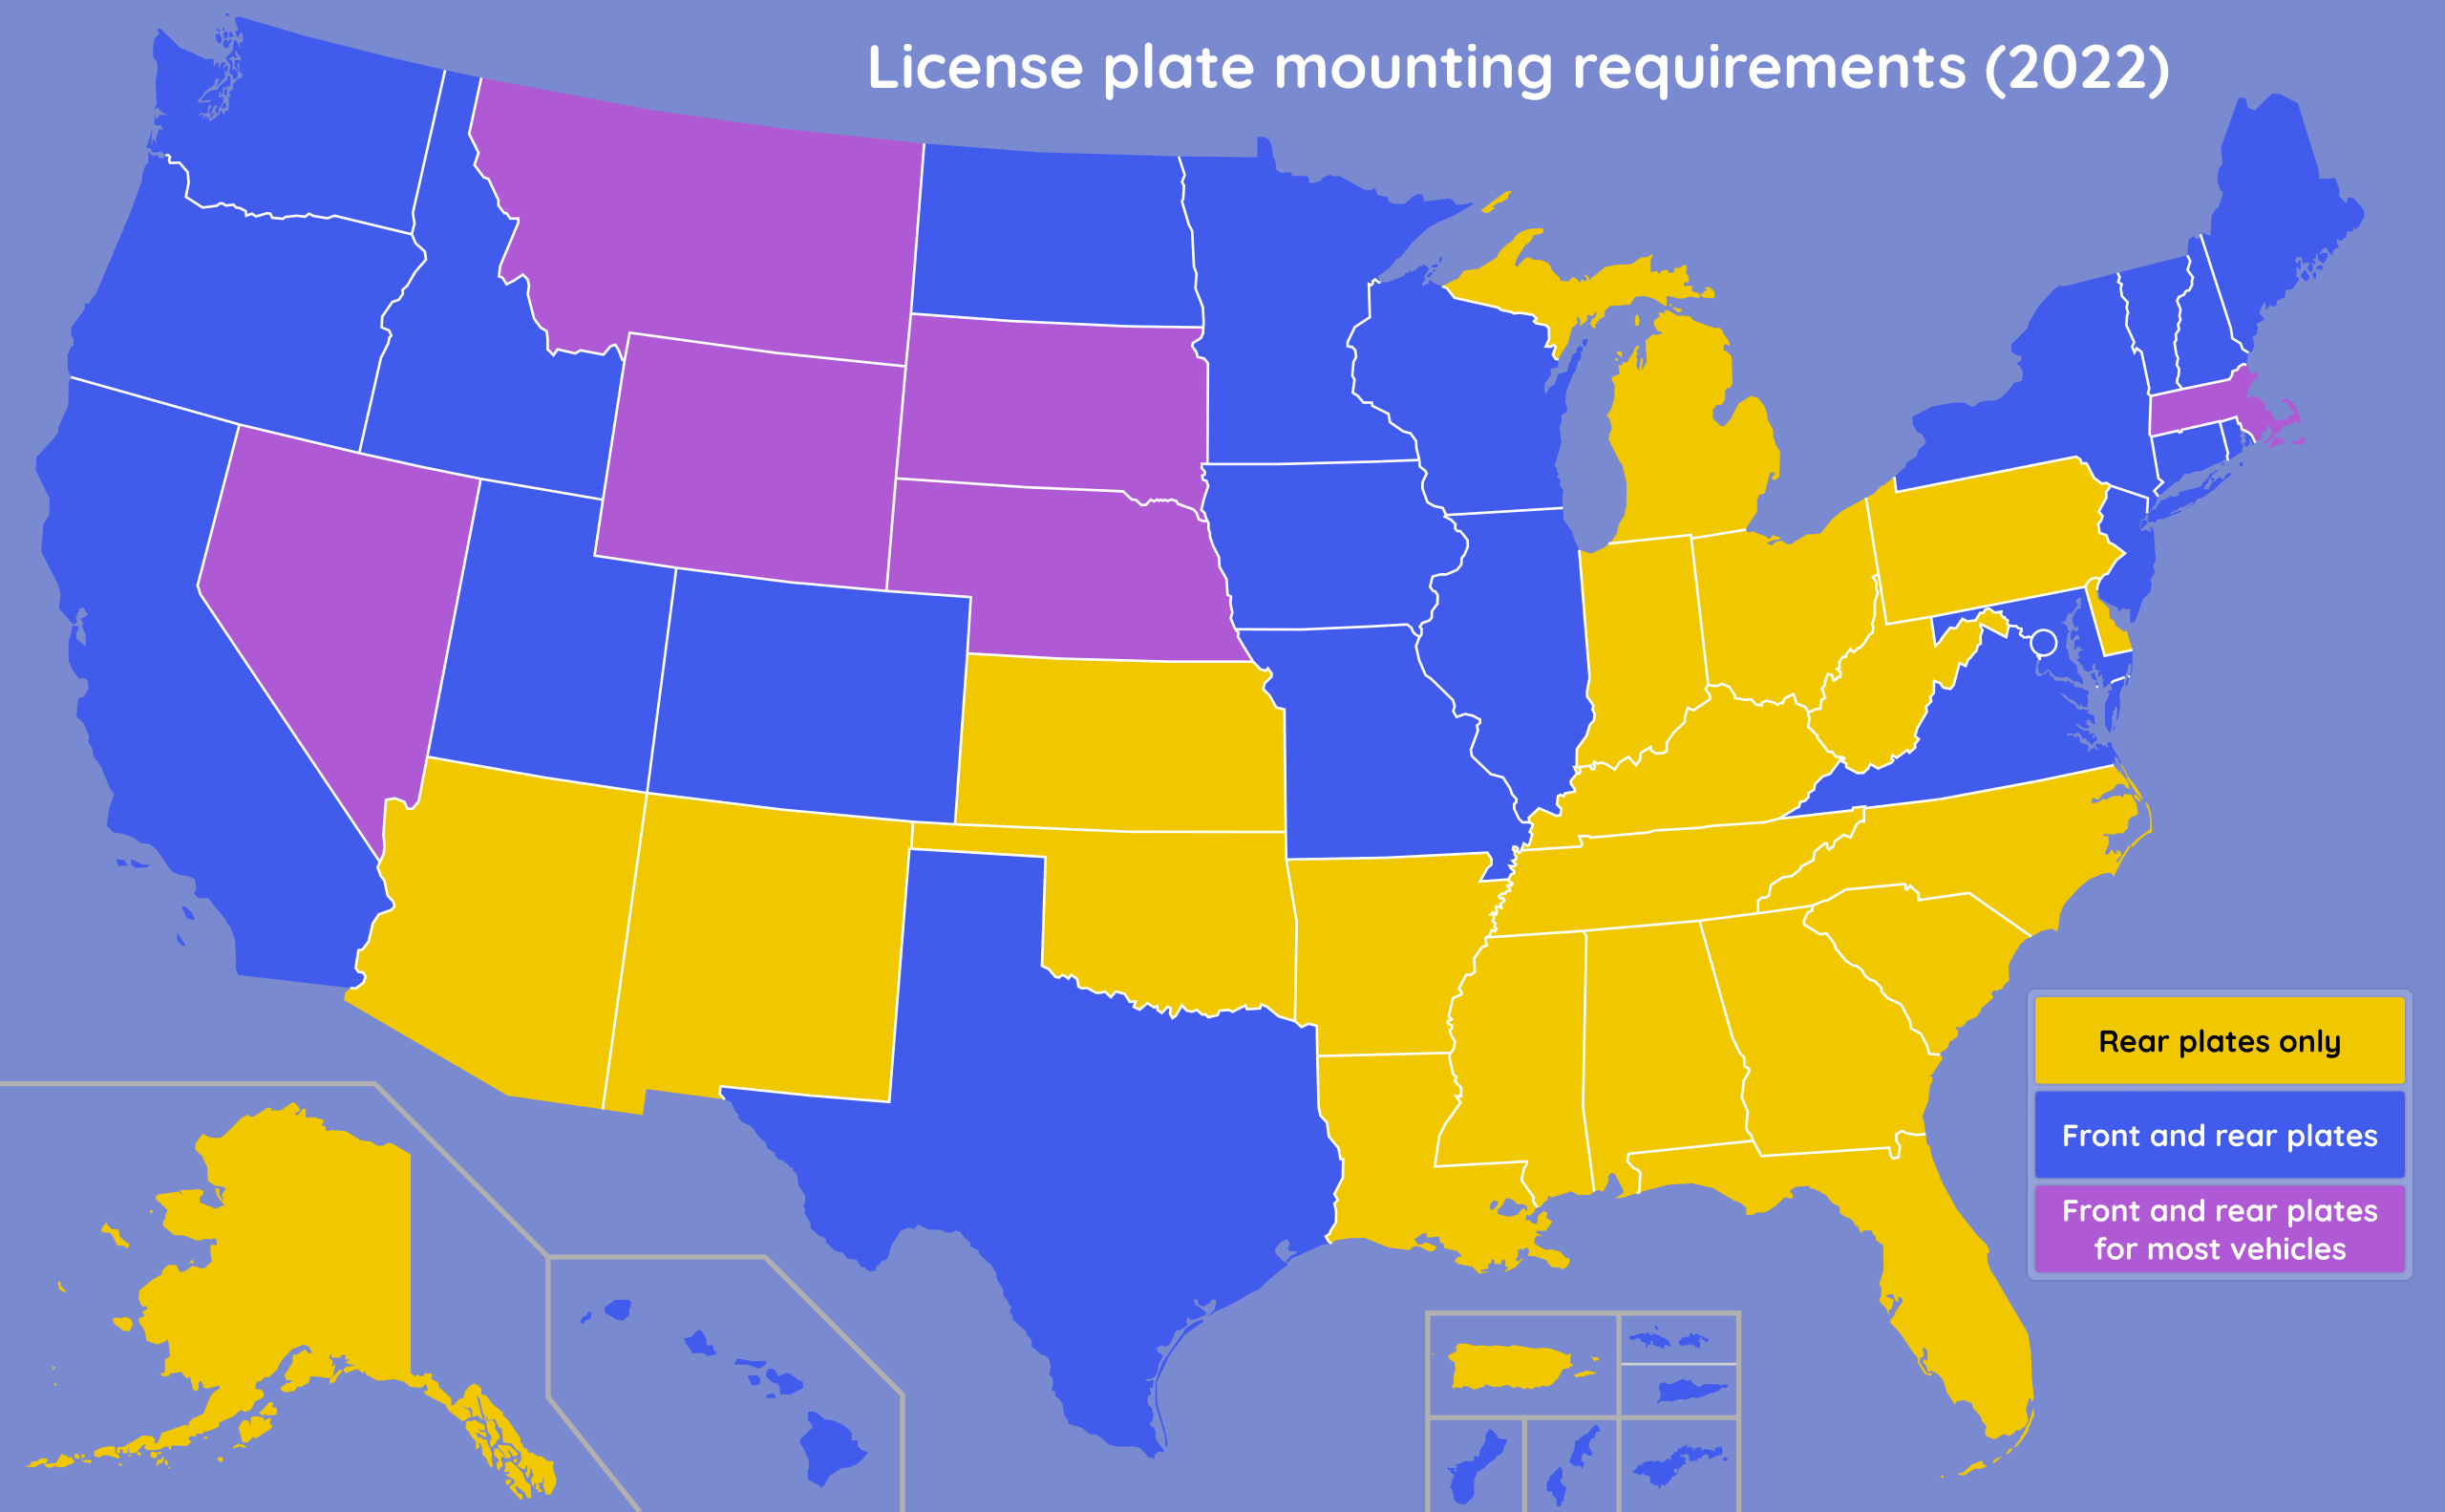 License plate mounting requirements (2022)
Rear plates only
Front and rear plates
Front and rear plates
for most vehicles